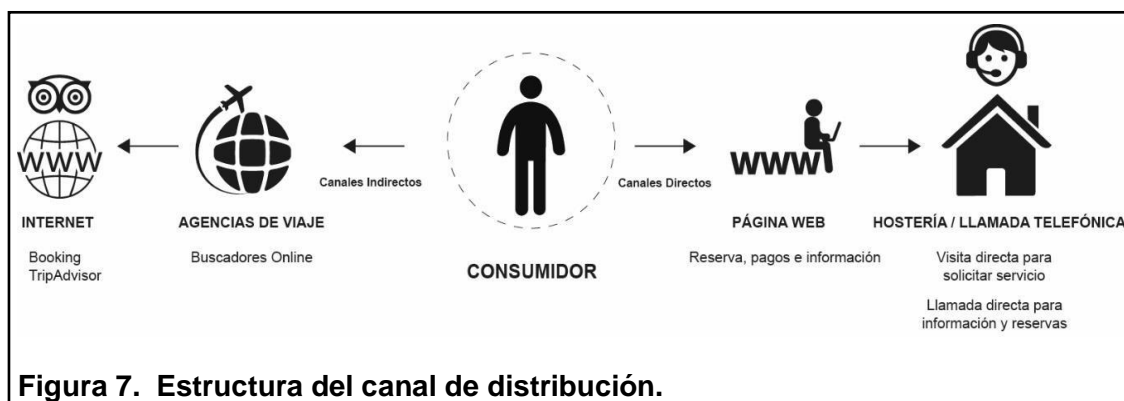 WWW
Canales Indirectos
Canales Directos
WWW
INTERNET
Booking
TripAdvisor
AGENCIAS DE VIAJE
Buscadores Online
CONSUMIDOR
PÁGINA WEB
Reserva, pagos e información
HOSTERÍA / LLAMADA TELEFÓNICA
Visita directa para
solicitar servicio
Llamada directa para
información y reservas
Figura 7. Estructura del canal de distribución.